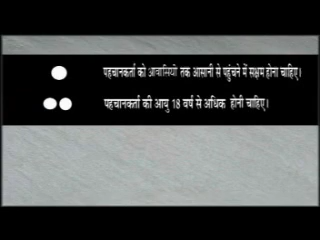 पहचानकर्ता को आवासियों तक आसानी से पहुंचने में सक्षम होना चाहिए।
पहचानकर्ता की आयु 18 वर्ष से अधिक होनी चाहिए।